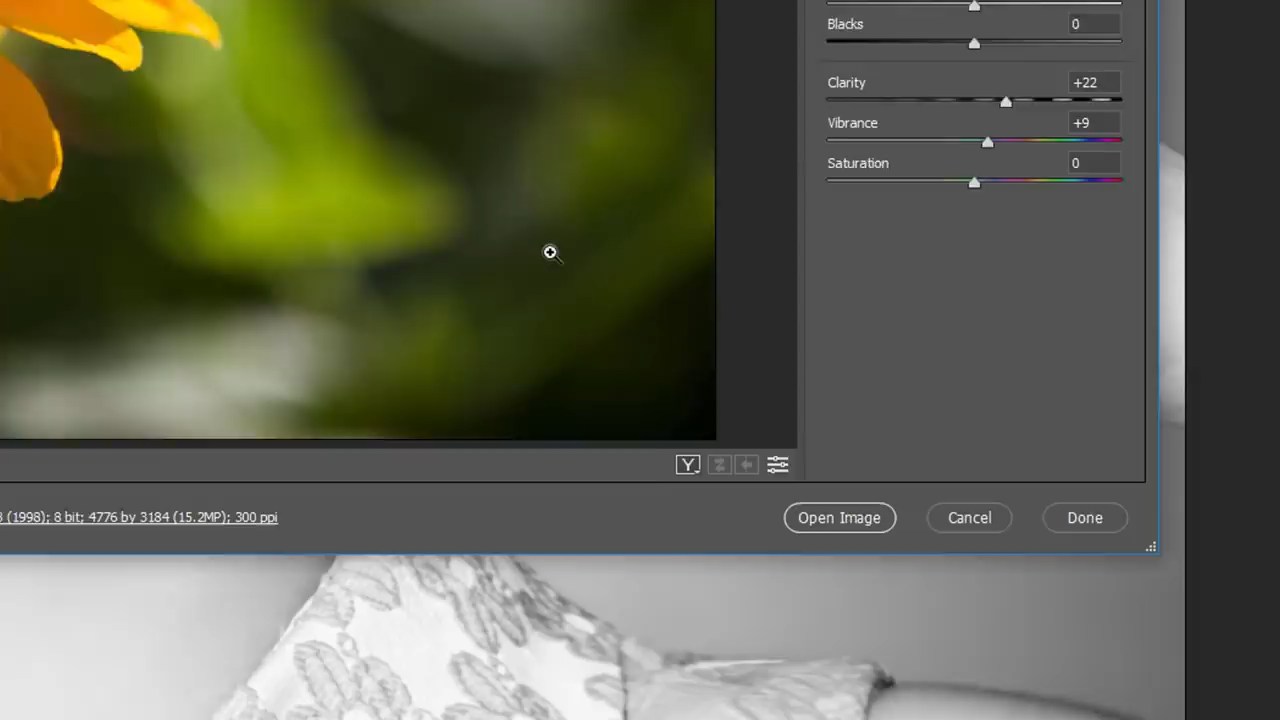 Blacks 0
Clarity +22
Vibrance +9
Saturation 0
Y
(1998); 8 bit; 4776 by 3184 (15.2MP); 300 ppi
Open Image Cancel Done